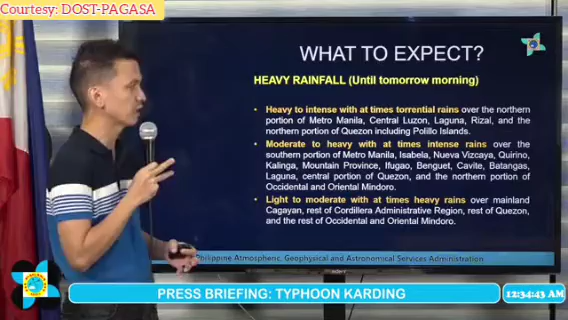 Courtesy: DOST-PAGASA
WHAT TO EXPECT?
HEAVY RAINFALL (Until tomorrow morning)
• Heavy to intense with at times torrential rains over the northern
portion of Metro Manila, Central Luzon, Laguna, Rizal, and the
northern portion of Quezon including Polillo Islands.
• Moderate to heavy with at times intense rains over the
southern portion of Metro Manila, Isabela, Nueva Vizcaya, Quirino,
Kalinga, Mountain Province, Ifugao, Benguet, Cavite, Batangas,
Laguna, central portion of Quezon, and the northern portion of
Occidental and Oriental Mindoro.
• Light to moderate with at times heavy rains over mainland
Cagayan, rest of Cordillera Administrative Region, rest of Quezon,
and the rest of Occidental and Oriental Mindoro.
Philippine Atmospheric, Geophysical and Astronomical Services Administration
PRESS BRIEFING: TYPHOON KARDING
12:34:43 AM